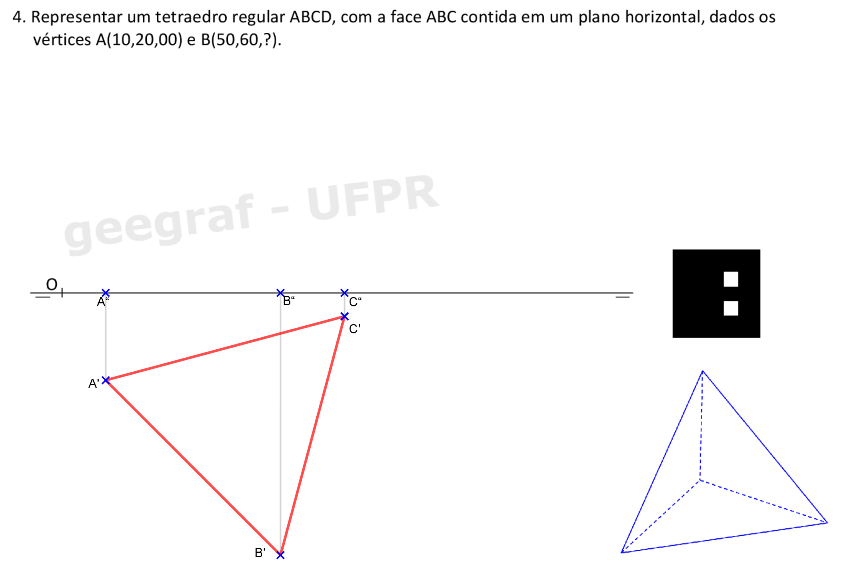 4. Representar um tetraedro regular ABCD, com a face ABC contida em um plano horizontal, dados os
vértices A(10,20,00) e B(50,60,?).
geegraf - UFPR
O
A" B" C"
C'
A'
B'